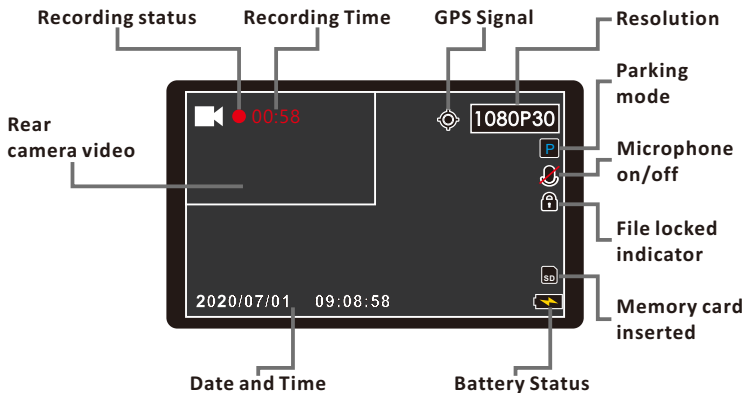 Recording status
Recording Time
GPS Signal
Resolution
Parking
mode
Rear
camera video
00:58
1080P30
P
Microphone
on/off
File locked
indicator
SD
2020/07/01 09:08:58
Memory card
inserted
Date and Time
Battery Status